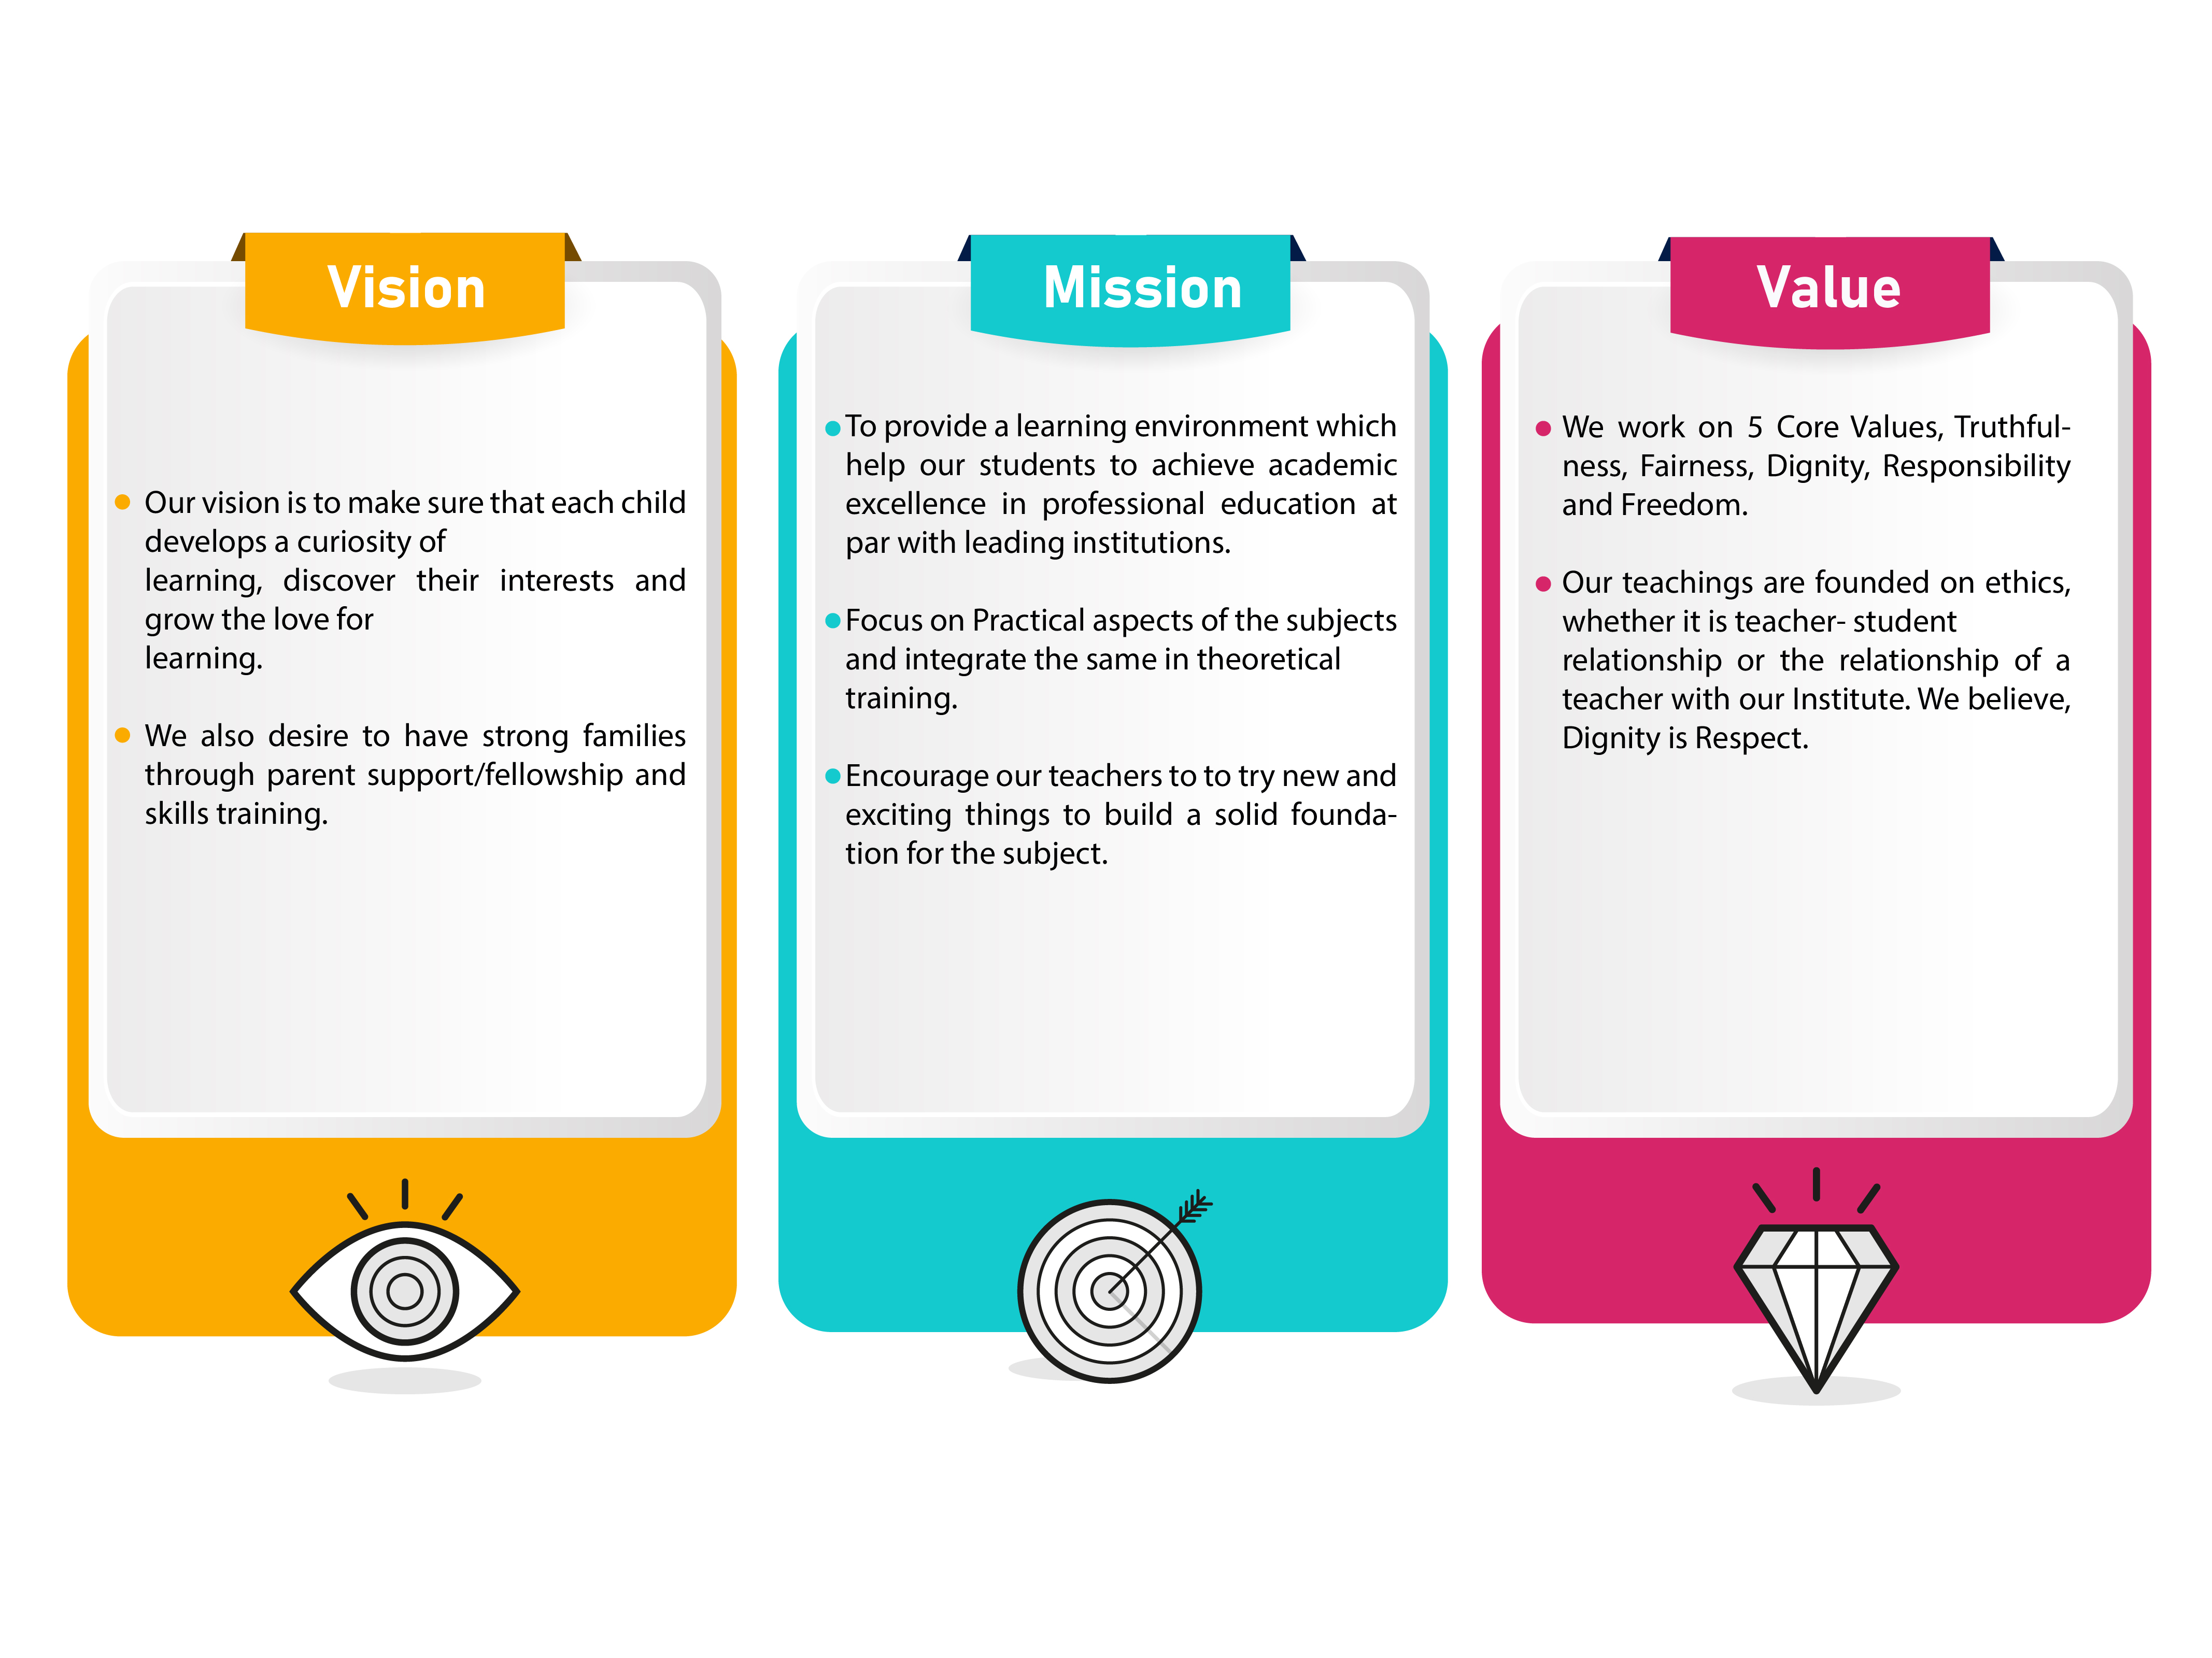 Vision
Our vision is to make sure that each child
develops a curiosity of
learning, discover their interests and
grow the love for
learning.
We also desire to have strong families
through parent support/fellowship and
skills training.
Mission
To provide a learning environment which
help our students to achieve academic
excellence in professional education at
par with leading institutions.
Focus on Practical aspects of the subjects
and integrate the same in theoretical
training.
Encourage our teachers to to try new and
exciting things to build a solid founda-
tion for the subject.
Value
We work on 5 Core Values, Truthful-
ness, Fairness, Dignity, Responsibility
and Freedom.
Our teachings are founded on ethics,
whether it is teacher- student
relationship or the relationship of a
teacher with our Institute. We believe,
Dignity is Respect.